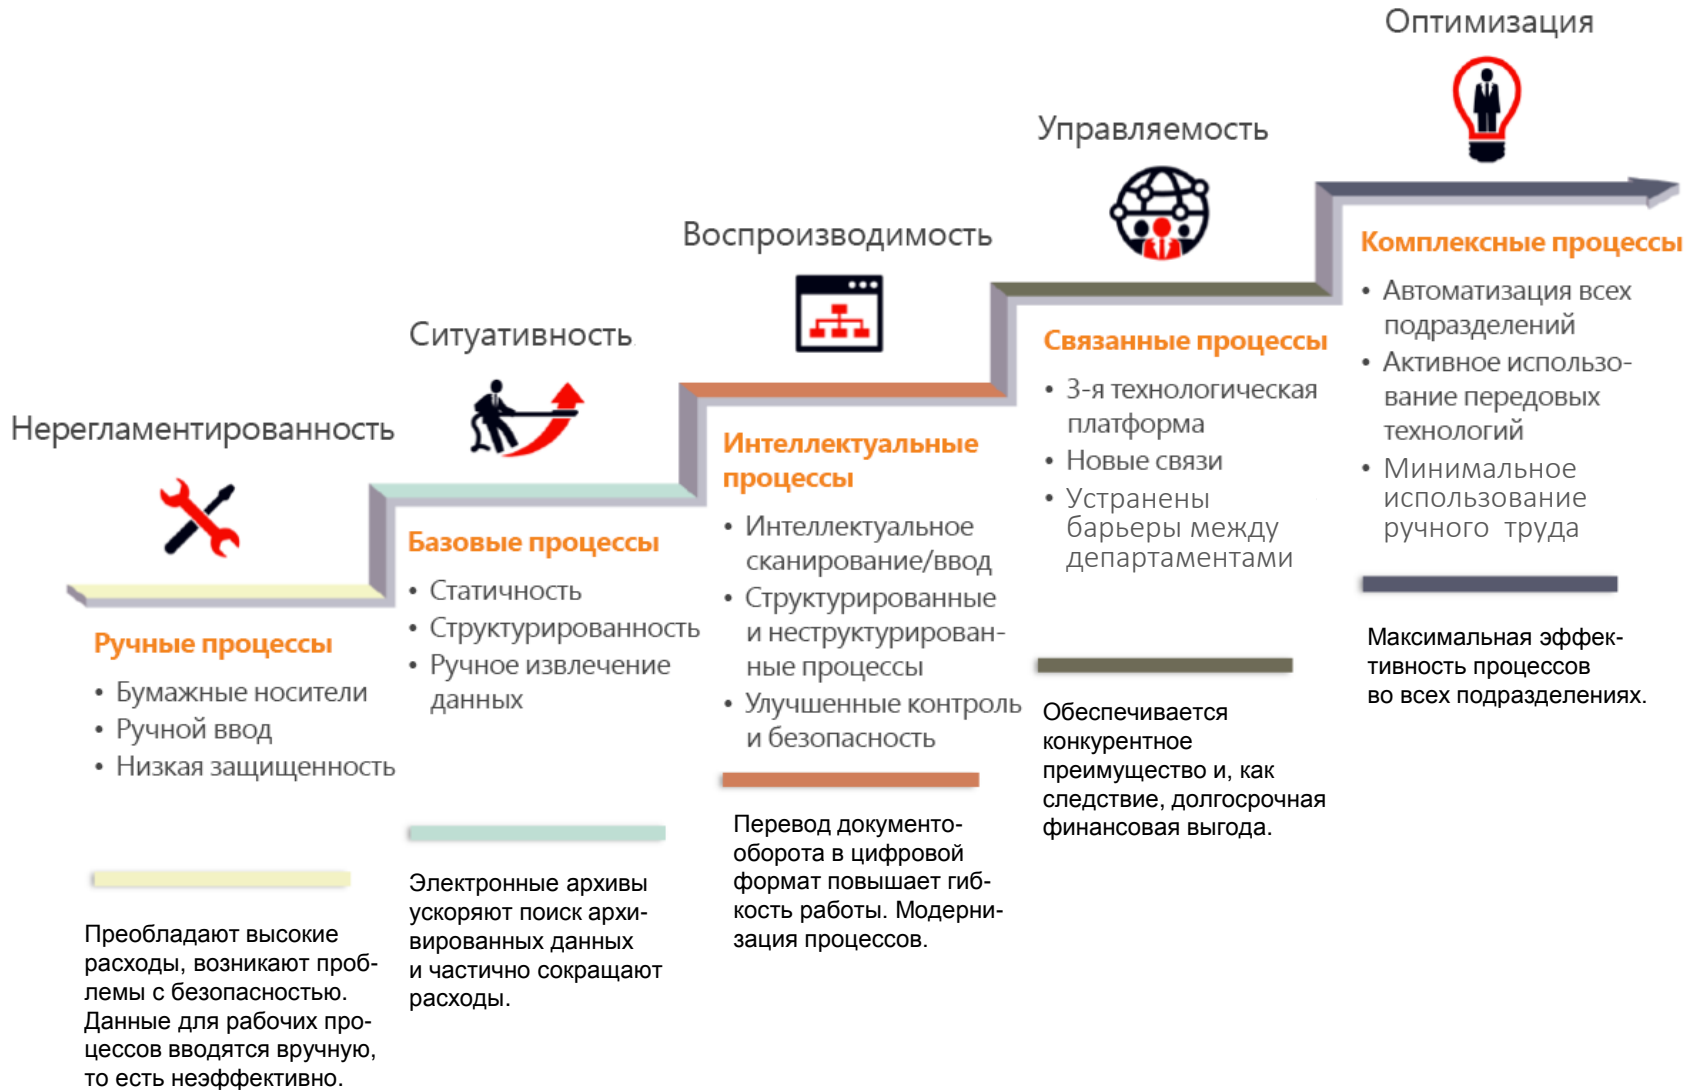 Нерегламентированность
Ручные процессы
• Бумажные носители
• Ручной ввод
• Низкая защищенность
Преобладают высокие
расходы, возникают проб-
лемы с безопасностью.
Данные для рабочих про-
цессов вводятся вручную,
то есть неэффективно.
Ситуативность
Базовые процессы
• Статичность
• Структурированность
• Ручное извлечение
данных
Электронные архивы
ускоряют поиск архи-
вированных данных
и частично сокращают
расходы.
Воспроизводимость
Интеллектуальные
процессы
• Интеллектуальное
сканирование/ввод
• Структурированные
и неструктурирован-
ные процессы
• Улучшенные контроль
и безопасность
Перевод документо-
оборота в цифровой
формат повышает гиб-
кость работы. Модерни-
зация процессов.
Управляемость
Связанные процессы
• 3-я технологическая
платформа
• Новые связи
• Устранены
барьеры между
департаментами
Обеспечивается
конкурентное
преимущество и, как
следствие, долгосрочная
финансовая выгода.
Оптимизация
Комплексные процессы
• Автоматизация всех
подразделений
• Активное использо-
вание передовых
технологий
• Минимальное
использование
ручного труда
Максимальная эффек-
тивность процессов
во всех подразделениях.